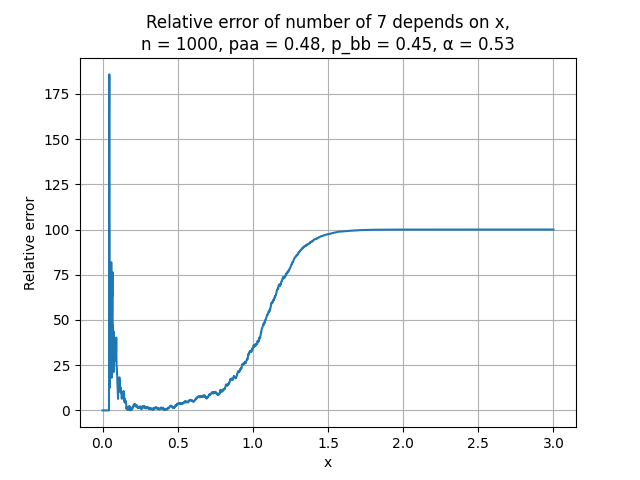 Relative error of number of 7 depends on x,
n = 1000, paa = 0.48, p_bb = 0.45, α = 0.53
175
150
125
100
75
50
25
0
Relative error
0.0 0.5 1.0 1.5 2.0 2.5 3.0
x